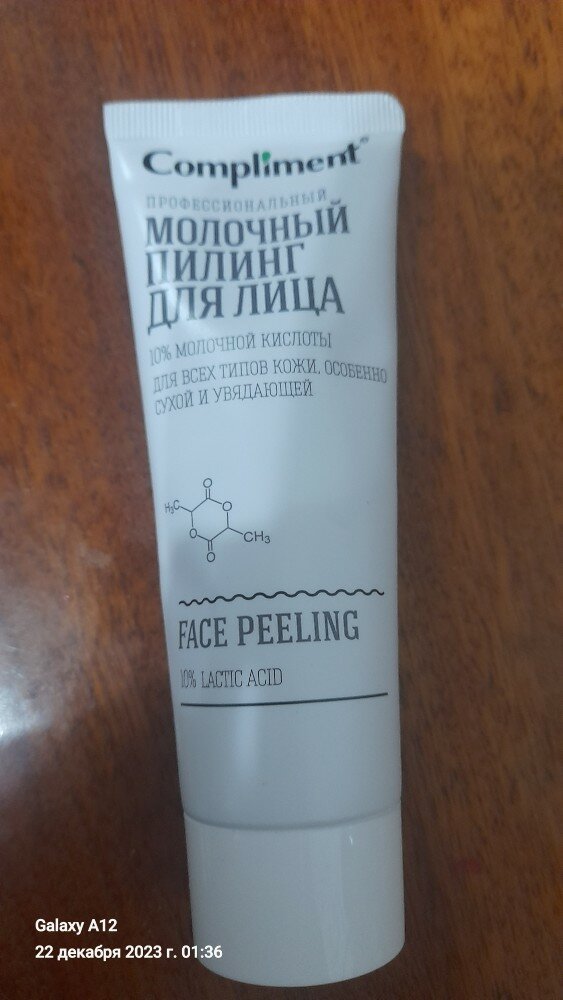 Compliment®
ПРОФЕССИОНАЛЬНЫЙ
МОЛОЧНЫЙ
ПИЛИНГ
ДЛЯ ЛИЦА
10% МОЛОЧНОЙ КИСЛОТЫ
ДЛЯ ВСЕХ ТИПОВ КОЖИ, ОСОБЕННО
СУХОЙ И УВЯДАЮЩЕЙ
O
H₃C
O
O
CH₃
O
FACE PEELING
10% LACTIC ACID
Galaxy A12
22 декабря 2023 г. 01:36